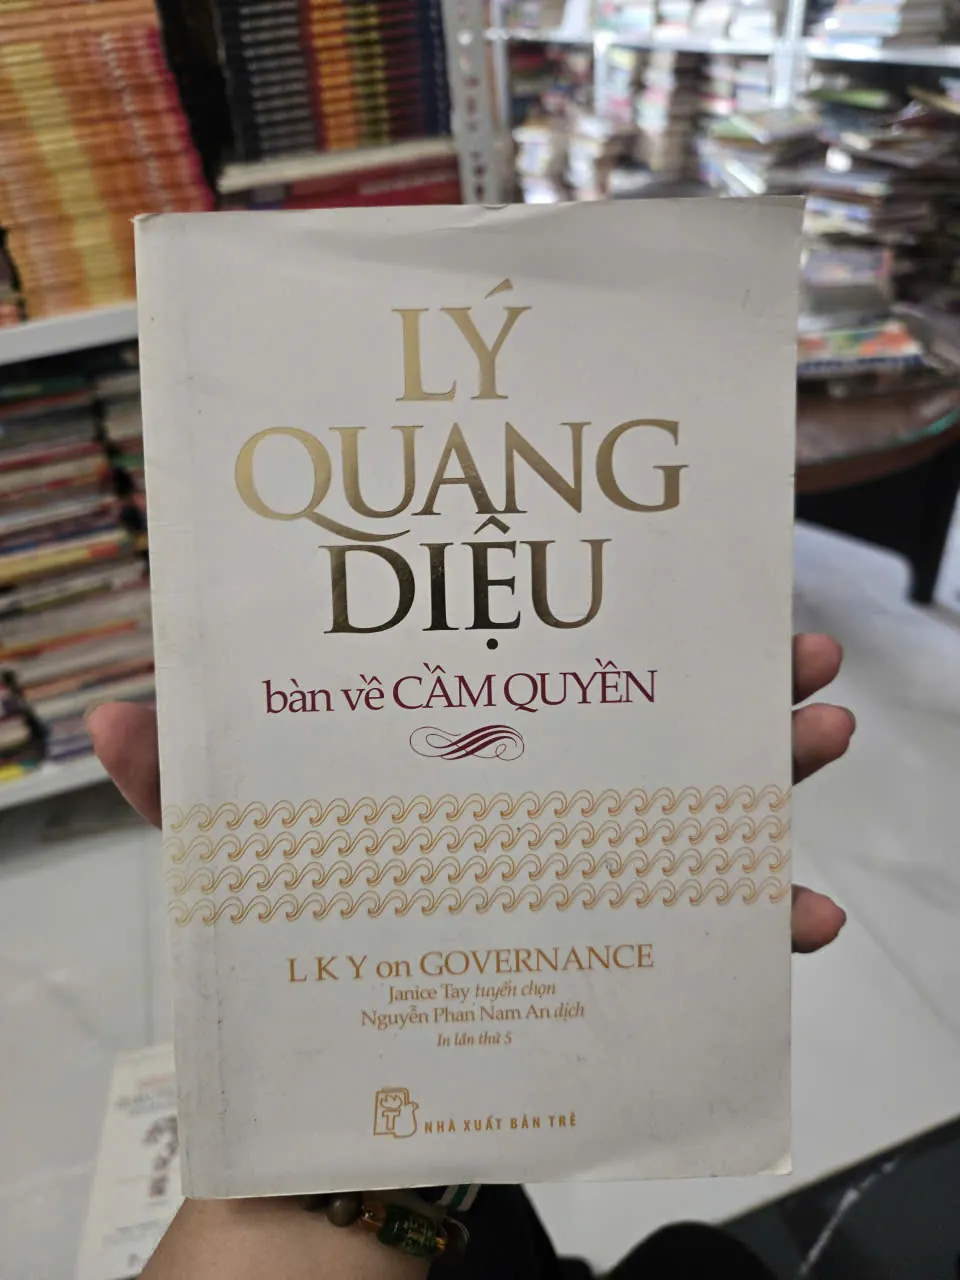 LÝ
QUANG
DIỆU
bàn về CẦM QUYỀN
L K Y on GOVERNANCE
Janice Tay tuyển chọn
Nguyễn Phan Nam An dịch
In lần thứ 5
NHÀ XUẤT BẢN TRẺ